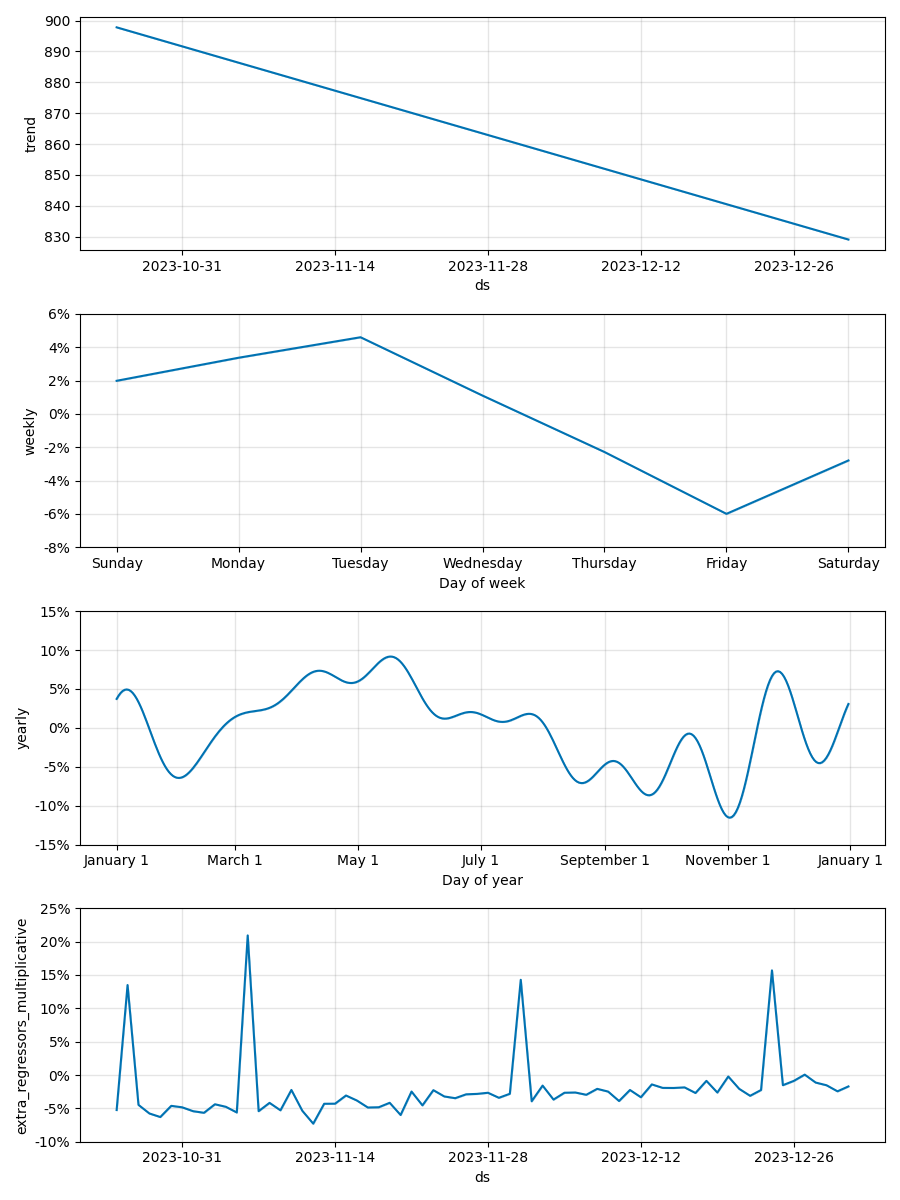 900
890
880
870
860
850
840
830
trend
2023-10-31 2023-11-14 2023-11-28 2023-12-12 2023-12-26
ds
6%
4%
2%
0%
-2%
-4%
-6%
-8%
weekly
Sunday Monday Tuesday Wednesday Thursday Friday Saturday
Day of week
15%
10%
5%
0%
-5%
-10%
-15%
yearly
January 1 March 1 May 1 July 1 September 1 November 1 January 1
Day of year
25%
20%
15%
10%
5%
0%
-5%
-10%
extra_regressors_multiplicative
2023-10-31 2023-11-14 2023-11-28 2023-12-12 2023-12-26
ds